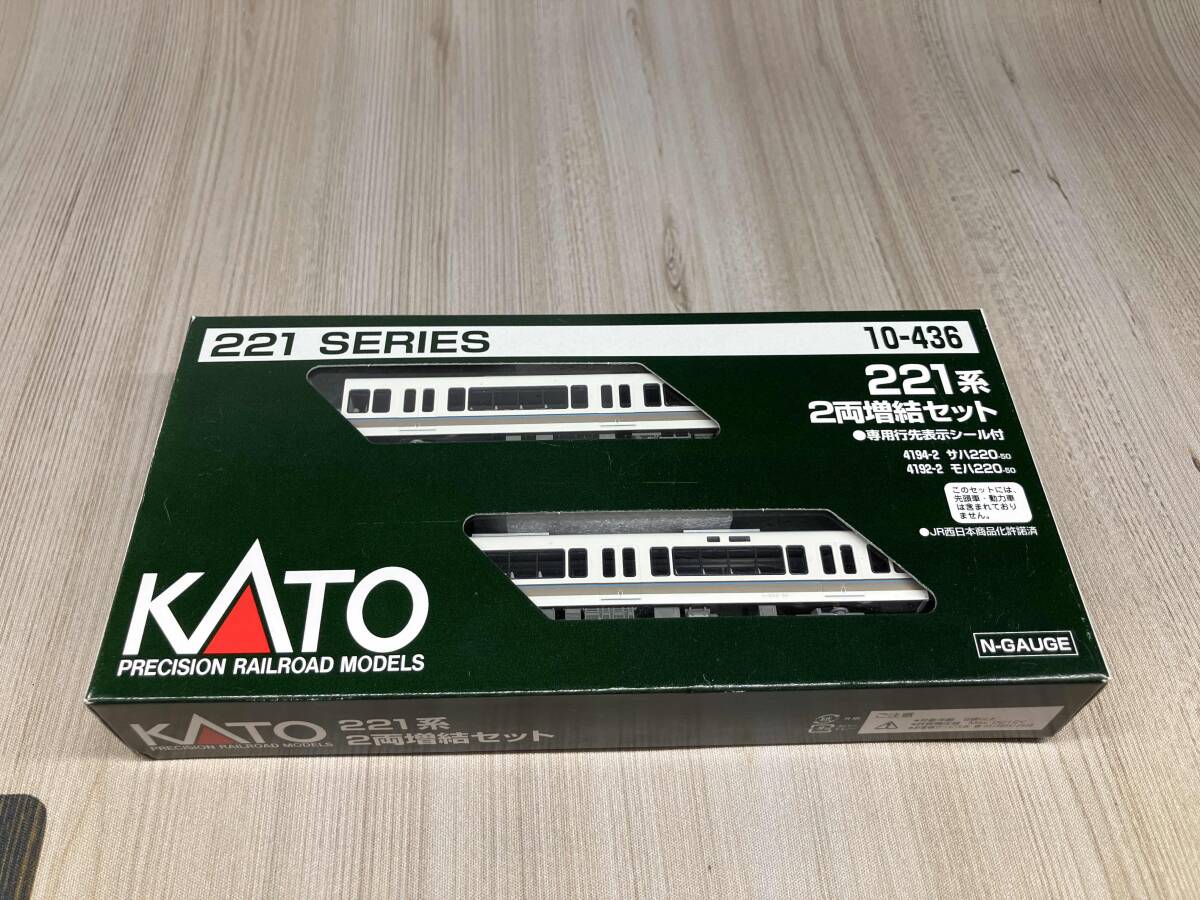 221 SERIES
10-436
221系
2両増結セット
●専用行先表示シール付
4194-2 サハ220-50
4192-2 モハ220-50
このセットには、
先頭車・動力車
は含まれており
ません。
●JR西日本商品化許諾済
KATO
PRECISION RAILROAD MODELS
N-GAUGE
KATO
PRECISION RAILROAD MODELS
221系
2両増結セット
ご注意